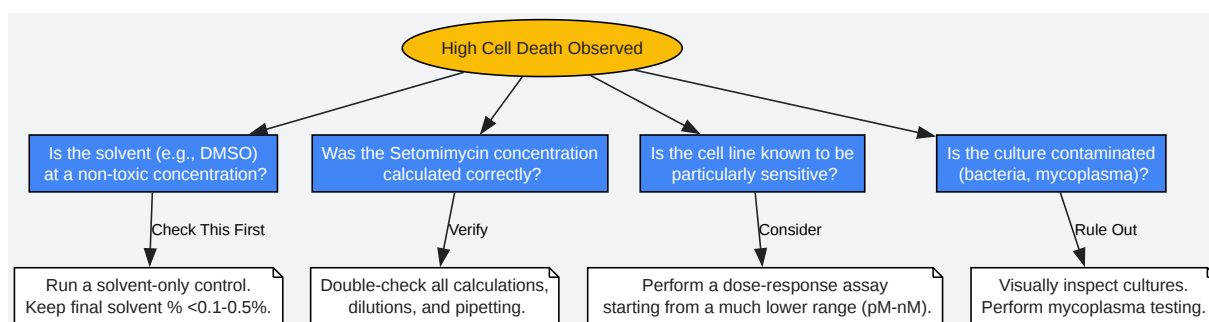 High Cell Death Observed
Is the solvent (e.g., DMSO)
at a non-toxic concentration?
Was the Setomimycin concentration
calculated correctly?
Is the cell line known to be
particularly sensitive?
Is the culture contaminated
(bacteria, mycoplasma)?
Check This First
Verify
Consider
Rule Out
Run a solvent-only control.
Keep final solvent % <0.1-0.5%.
Double-check all calculations,
dilutions, and pipetting.
Perform a dose-response assay
starting from a much lower range (pM-nM).
Visually inspect cultures.
Perform mycoplasma testing.